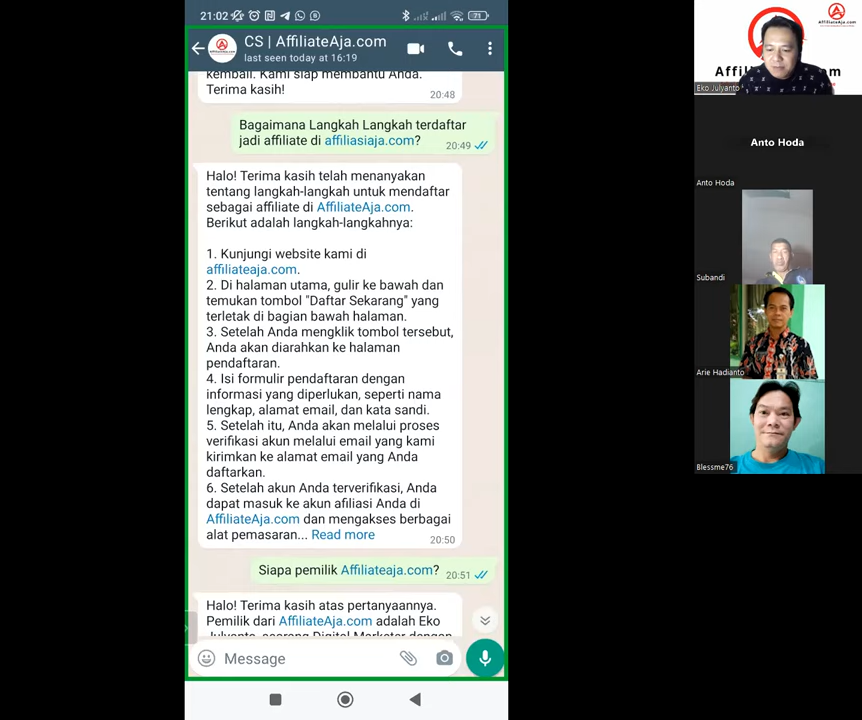 21:02
CS | AffiliateAja.com
last seen today at 16:19
kembali. Kami siap membantu Anda.
Terima kasih!
20:48
Bagaimana Langkah Langkah terdaftar
jadi affiliate di affiliasiaja.com?
20:49
Halo! Terima kasih telah menanyakan
tentang langkah-langkah untuk mendaftar
sebagai affiliate di AffiliateAja.com.
Berikut adalah langkah-langkahnya:
1. Kunjungi website kami di
affiliateaja.com.
2. Di halaman utama, gulir ke bawah dan
temukan tombol "Daftar Sekarang" yang
terletak di bagian bawah halaman.
3. Setelah Anda mengklik tombol tersebut,
Anda akan diarahkan ke halaman
pendaftaran.
4. Isi formulir pendaftaran dengan
informasi yang diperlukan, seperti nama
lengkap, alamat email, dan kata sandi.
5. Setelah itu, Anda akan melalui proses
verifikasi akun melalui email yang kami
kirimkan ke alamat email yang Anda
daftarkan.
6. Setelah akun Anda terverifikasi, Anda
dapat masuk ke akun afiliasi Anda di
AffiliateAja.com dan mengakses berbagai
alat pemasaran... Read more
20:50
Siapa pemilik Affiliateaja.com?
20:51
Halo! Terima kasih atas pertanyaannya.
Pemilik dari AffiliateAja.com adalah Eko
Julyanto, seorang Digital Marketer dengan
Message
AffiliateAja.com
Eko Julyanto
Anto Hoda
Anto Hoda
Subandi
Arie Hadianto
Blessme76